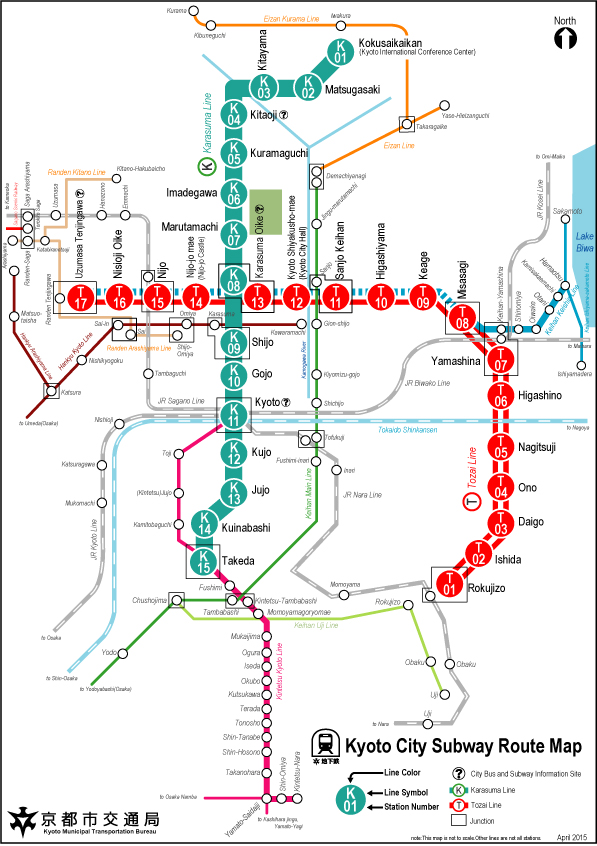 Kurama
Eizan Kurama Line
Iwakura
Kibuneguchi
North
K
01
Kokusaikaikan
(Kyoto International Conference Center)
Kitayama
K
03
K
02
Matsugasaki
K
04
Kitaoji ?
Karasuma Line
K
Takaragaike
Yase-Hieizanguchi
Eizan Line
K
05
Kuramaguchi
Demachiyanagi
Jingu-marutamachi
Randen Kitano Line
Kitano-Hakubaicho
to Omi-Maiko
JR Kosei Line
Sakamoto
Lake
Biwa
Imadegawa
K
06
Marutamachi
K
07
Saga Arashiyama
Uzumasa
Hanazono
Emmachi
Randen-Saga
Katabiranotsuji
Arashiyama
Randen Tenjingawa
Uzumasa Tenjingawa ?
Nishioji Oike
Nijo
Nijo-jo mae
(Nijo-jo Castle)
K
08
Karasuma
Oike ?
Kyoto Shiyakusho-mae
(Kyoto City Hall)
Sanjo
Sanjo Keihan
Higashiyama
Keage
Misasagi
T
17
T
16
T
15
T
14
T
13
T
12
T
11
T
10
T
09
T
08
Keihan-Yamashina
Shinomiya
Oiwake
Otani
Kamisakaemachi
Hamaotsu
Keihan Keishin Line
Ishiyamadera
to Maibara
Matsuo-taisha
Hankyu Arashiyama Line
Hankyu Kyoto Line
Sai-in
Sai
Omiya
Shijo-Omiya
Karasuma
Kawaramachi
Gion-shijo
Kamogawa River
Randen Arashiyama Line
Nishikyogoku
Katsura
to Umeda(Osaka)
Tambaguchi
K
09
Shijo
K
10
Gojo
Kiyomizu-gojo
Yamashina
T
07
JR Biwako Line
JR Sagano Line
T
06
Higashino
K
11
Kyoto ?
Shichijo
Nishioji
Tokaido Shinkansen
to Nagoya
Tofukuji
T
05
Nagitsuji
K
12
Kujo
Toji
Katsuragawa
Fushimi-inari
Inari
JR Nara Line
Keihan Main Line
T
04
Ono
Tozai Line
T
K
13
Jujo
(Kintetsu)Jujo
Mukomachi
T
03
Daigo
K
14
Kuinabashi
Kamitobaguchi
JR Kyoto Line
T
02
Ishida
K
15
Takeda
T
01
Rokujizo
Fushimi
Momoyama
Chushojima
Tambabashi
Kintetsu-Tambabashi
Momoyamagoryomae
Rokujizo
Keihan Uji Line
to Osaka
Yodo
to Shin-Osaka
to Yodoyabashi(Osaka)
Mukaijima
Ogura
Iseda
Okubo
Kutsukawa
Terada
Tonosho
Shin-Tanabe
Shin-Hosono
Takanohara
Kintetsu Kyoto Line
Obaku
Obaku
Uji
Uji
to Nara
Shin-Omiya
Kintetsu-Nara
to Osaka Namba
Yamato-Saidaiji
to Kashihara jingu,
Yamato-Yagi
地下鉄
Kyoto City Subway Route Map
K
01
Line Color
Line Symbol
Station Number
? City Bus and Subway Information Site
K Karasuma Line
T Tozai Line
Junction
京都市交通局
Kyoto Municipal Transportation Bureau
note:This map is not to scale.Other lines are not all stations.
April 2015